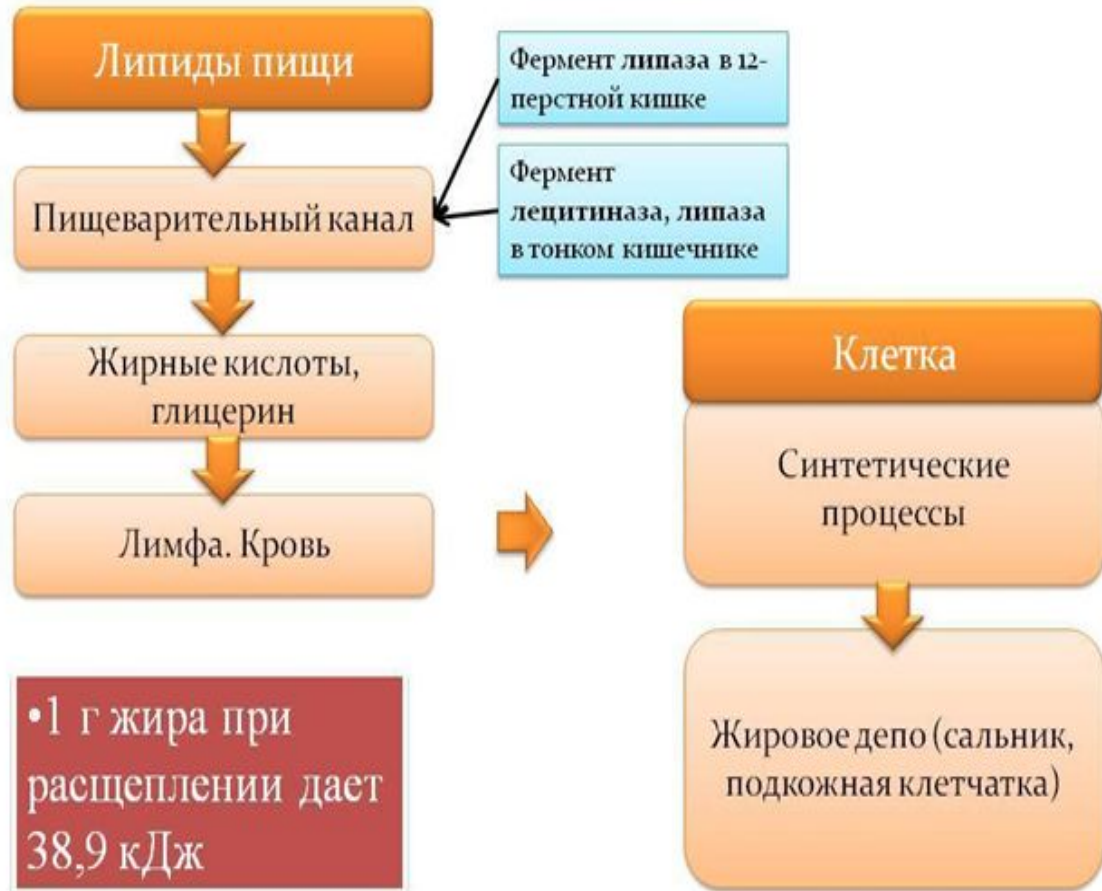 Липиды пищи
Фермент липаза в 12-
перстной кишке
Пищеварительный канал
Фермент
лецитиназа, липаза
в тонком кишечнике
Жирные кислоты,
глицерин
Лимфа. Кровь
Клетка
Синтетические
процессы
Жировое депо (сальник,
подкожная клетчатка)
•1 г жира при
расщеплении дает
38,9 кДж